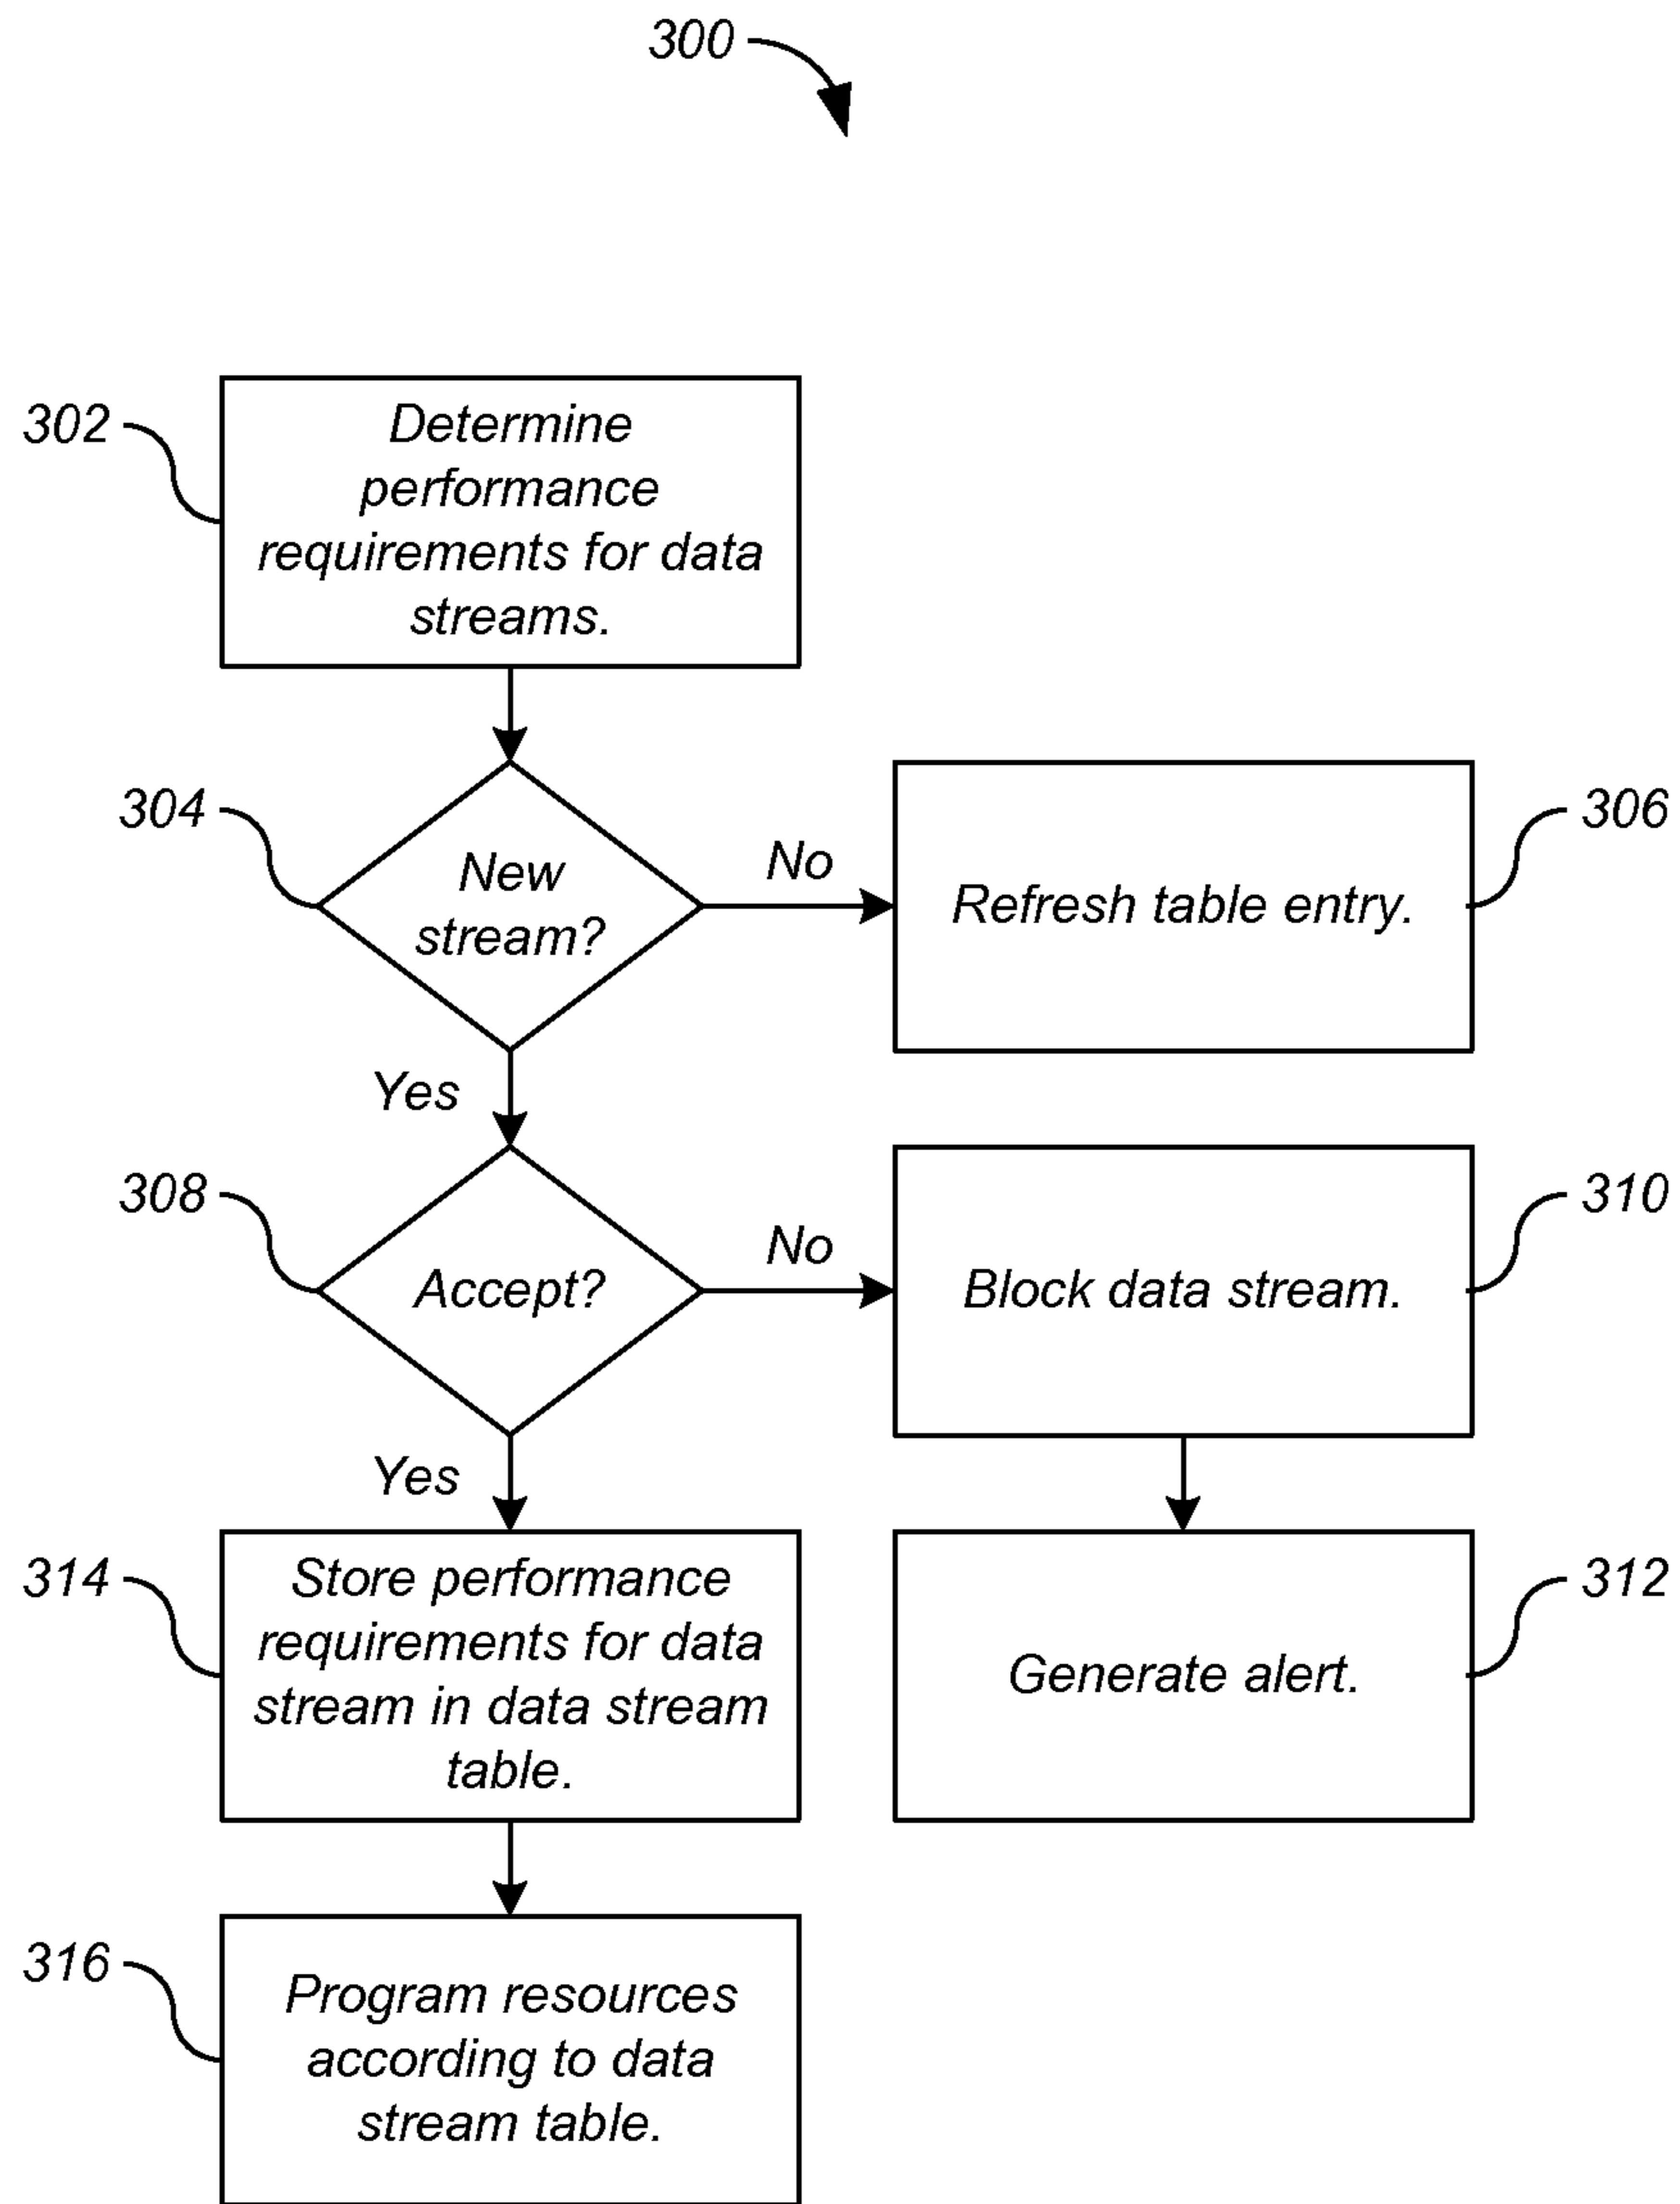 300
302
Determine
performance
requirements for data
streams.
304
New
stream?
No
306
Refresh table entry.
Yes
308
Accept?
No
310
Block data stream.
Yes
314
Store performance
requirements for data
stream in data stream
table.
312
Generate alert.
316
Program resources
according to data
stream table.